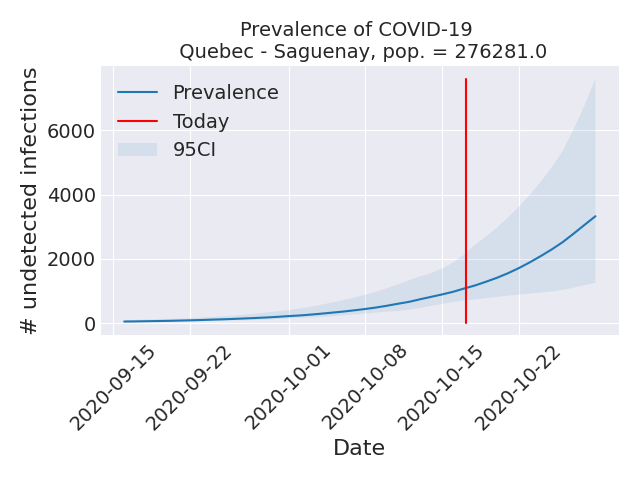 Prevalence of COVID-19
Quebec - Saguenay, pop. = 276281.0
# undetected infections
6000
4000
2000
0
Prevalence
Today
95CI
2020-09-15
2020-09-22
2020-10-01
2020-10-08
2020-10-15
2020-10-22
Date